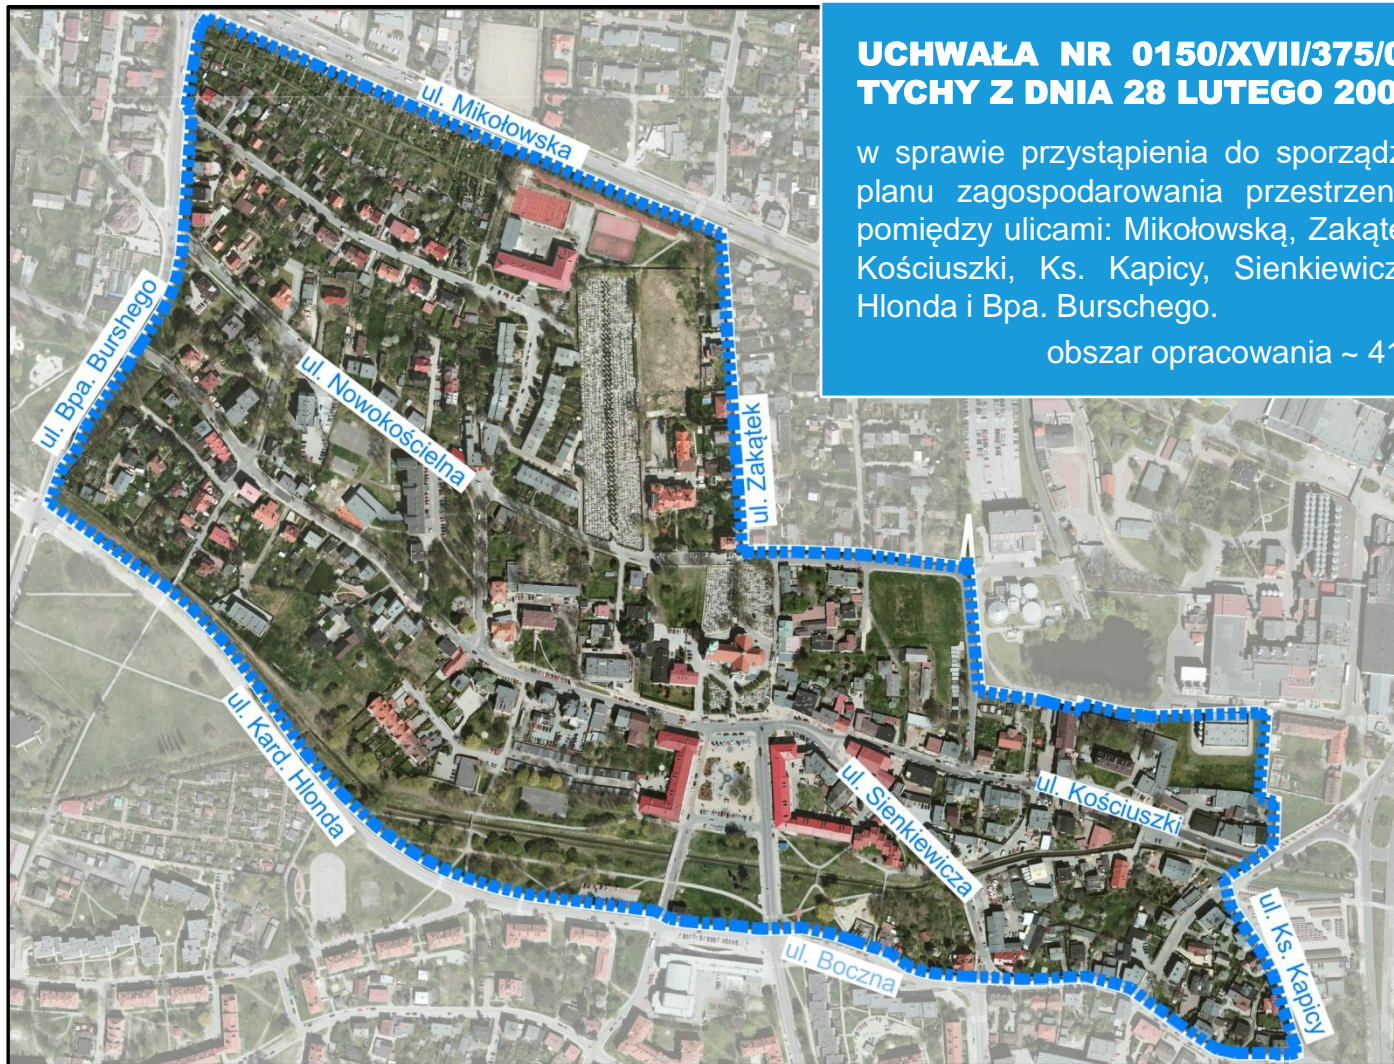 UCHWAŁA NR 0150/XVII/375/0
TYCHY Z DNIA 28 LUTEGO 200
w sprawie przystąpienia do sporządz
planu zagospodarowania przestrzen
pomiędzy ulicami: Mikołowską, Zakąte
Kościuszki, Ks. Kapicy, Sienkiewicz
Hlonda i Bpa. Burschego.
obszar opracowania ~ 41
ul. Mikołowska
ul. Bpa. Burshego
ul. Nowokościelna
ul. Zakątek
ul. Kard. Hlonda
ul. Sienkiewicza
ul. Kościuszki
ul. Boczna
ul. Ks. Kapicy